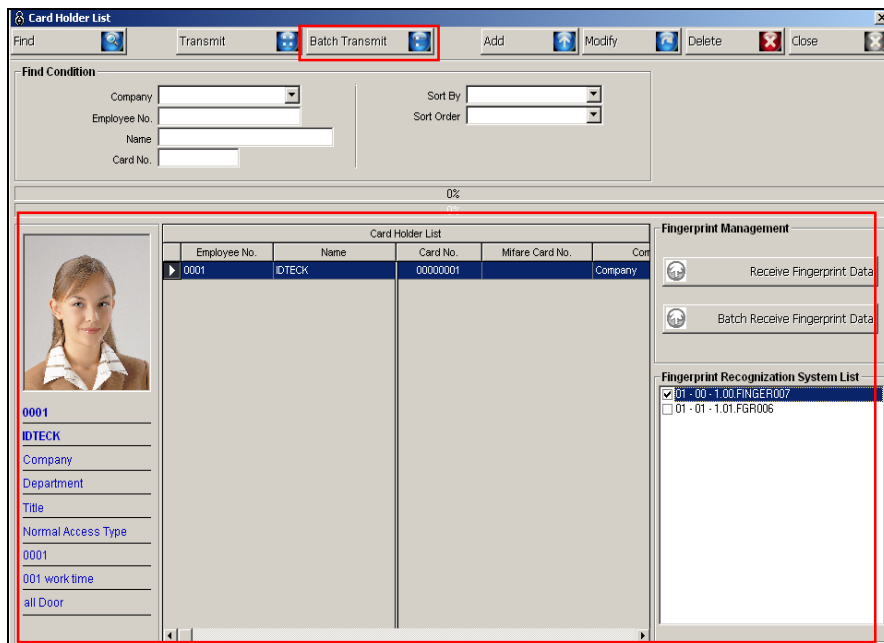 Card Holder List
Find Transmit Batch Transmit Add Modify Delete Close
Find Condition
Company
Employee No.
Name
Card No.
Sort By
Sort Order
0%
0%
Card Holder List
Employee No. Name Card No. Mifare Card No. Com
0001 IDTECK 00000001 Company
0001
IDTECK
Company
Department
Title
Normal Access Type
0001
001 work time
all Door
Fingerprint Management
Receive Fingerprint Data
Batch Receive Fingerprint Data
Fingerprint Recognization System List
01 - 00 - 1.00.FINGER007
01 - 01 - 1.01.FGR006